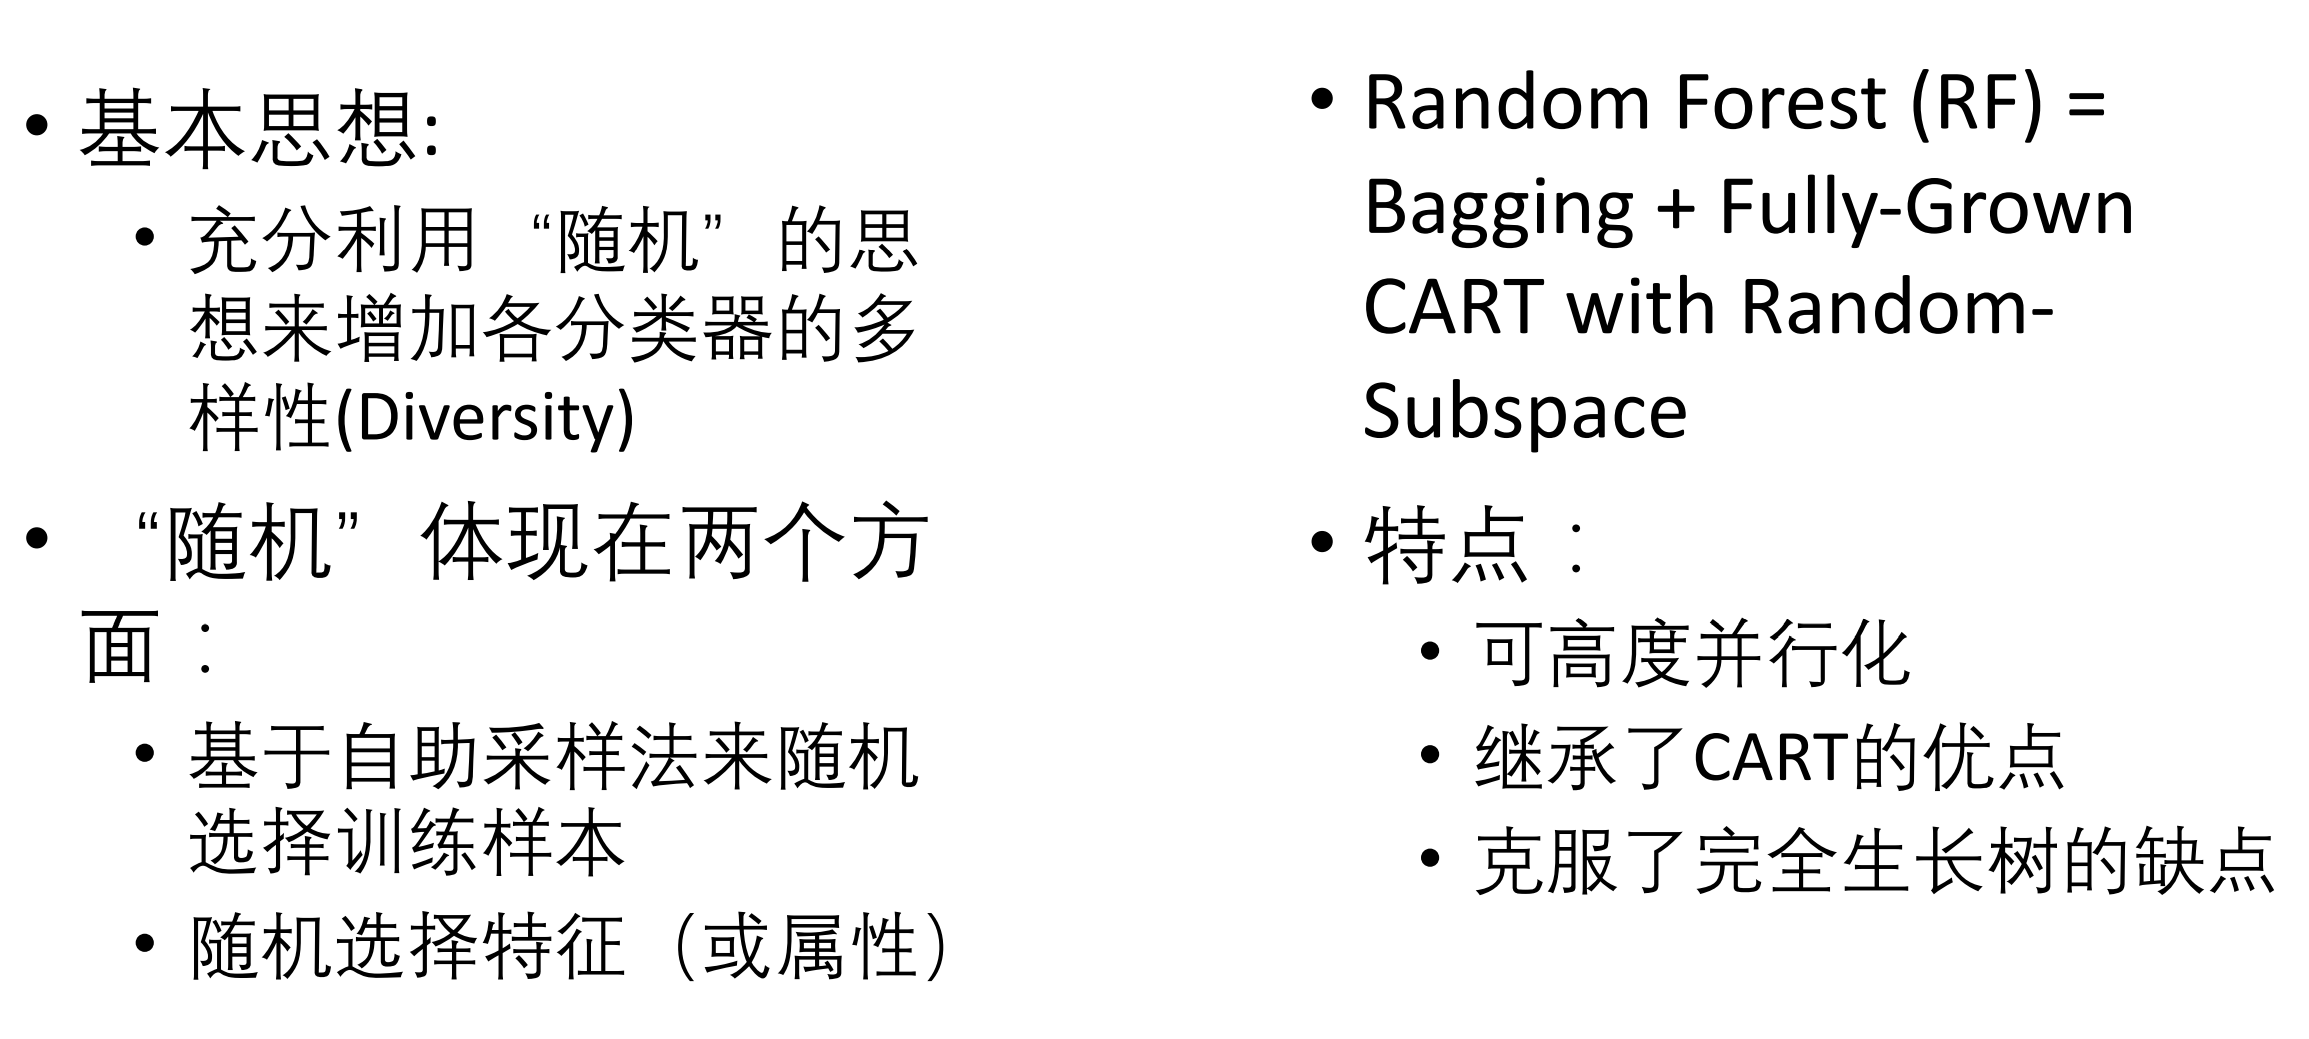 • 基本思想:
• 充分利用 “随机” 的思
想来增加各分类器的多
样性(Diversity)
• “随机” 体现在两个方
面：
• 基于自助采样法来随机
选择训练样本
• 随机选择特征（或属性）
• Random Forest (RF) =
Bagging + Fully-Grown
CART with Random-
Subspace
• 特点：
• 可高度并行化
• 继承了CART的优点
• 克服了完全生长树的缺点